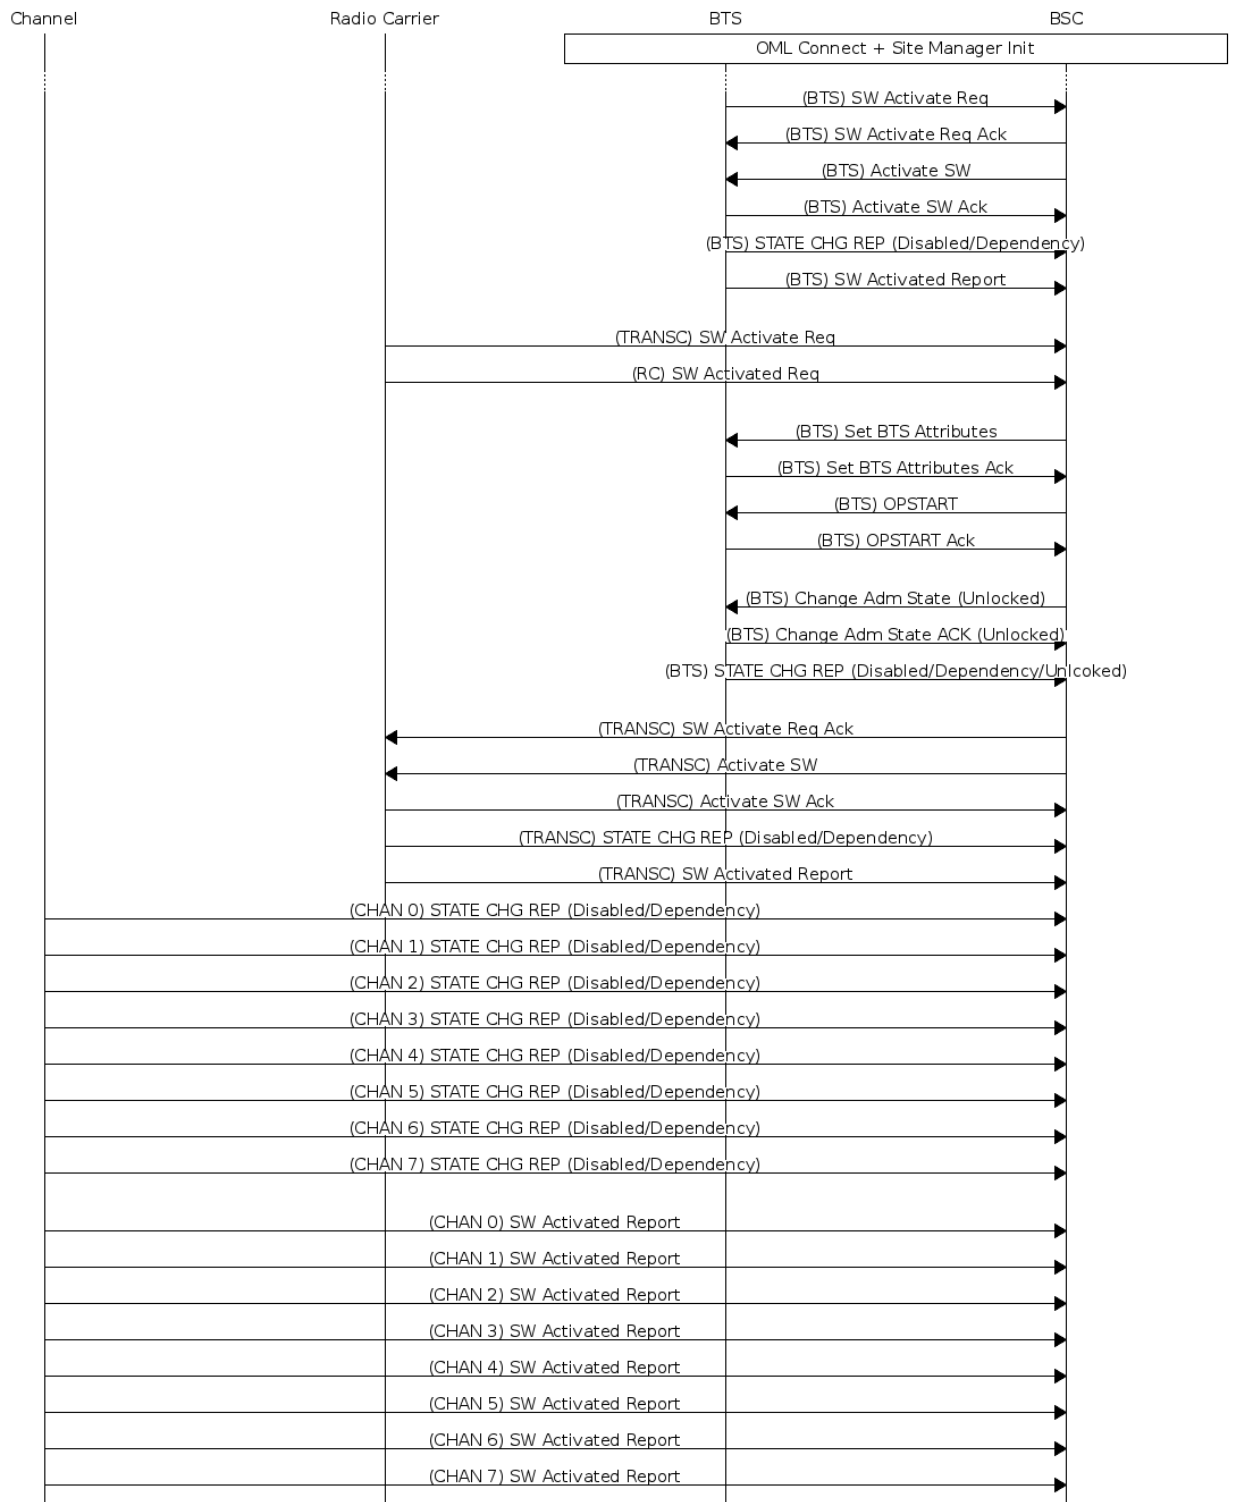 Channel Radio Carrier BTS BSC
OML Connect + Site Manager Init
(BTS) SW Activate Req
(BTS) SW Activate Req Ack
(BTS) Activate SW
(BTS) Activate SW Ack
(BTS) STATE CHG REP (Disabled/Dependency)
(BTS) SW Activated Report
(TRANSC) SW Activate Req
(RC) SW Activated Req
(BTS) Set BTS Attributes
(BTS) Set BTS Attributes Ack
(BTS) OPSTART
(BTS) OPSTART Ack
(BTS) Change Adm State (Unlocked)
(BTS) Change Adm State ACK (Unlocked)
(BTS) STATE CHG REP (Disabled/Dependency/Unlcoked)
(TRANSC) SW Activate Req Ack
(TRANSC) Activate SW
(TRANSC) Activate SW Ack
(TRANSC) STATE CHG REP (Disabled/Dependency)
(TRANSC) SW Activated Report
(CHAN 0) STATE CHG REP (Disabled/Dependency)
(CHAN 1) STATE CHG REP (Disabled/Dependency)
(CHAN 2) STATE CHG REP (Disabled/Dependency)
(CHAN 3) STATE CHG REP (Disabled/Dependency)
(CHAN 4) STATE CHG REP (Disabled/Dependency)
(CHAN 5) STATE CHG REP (Disabled/Dependency)
(CHAN 6) STATE CHG REP (Disabled/Dependency)
(CHAN 7) STATE CHG REP (Disabled/Dependency)
(CHAN 0) SW Activated Report
(CHAN 1) SW Activated Report
(CHAN 2) SW Activated Report
(CHAN 3) SW Activated Report
(CHAN 4) SW Activated Report
(CHAN 5) SW Activated Report
(CHAN 6) SW Activated Report
(CHAN 7) SW Activated Report